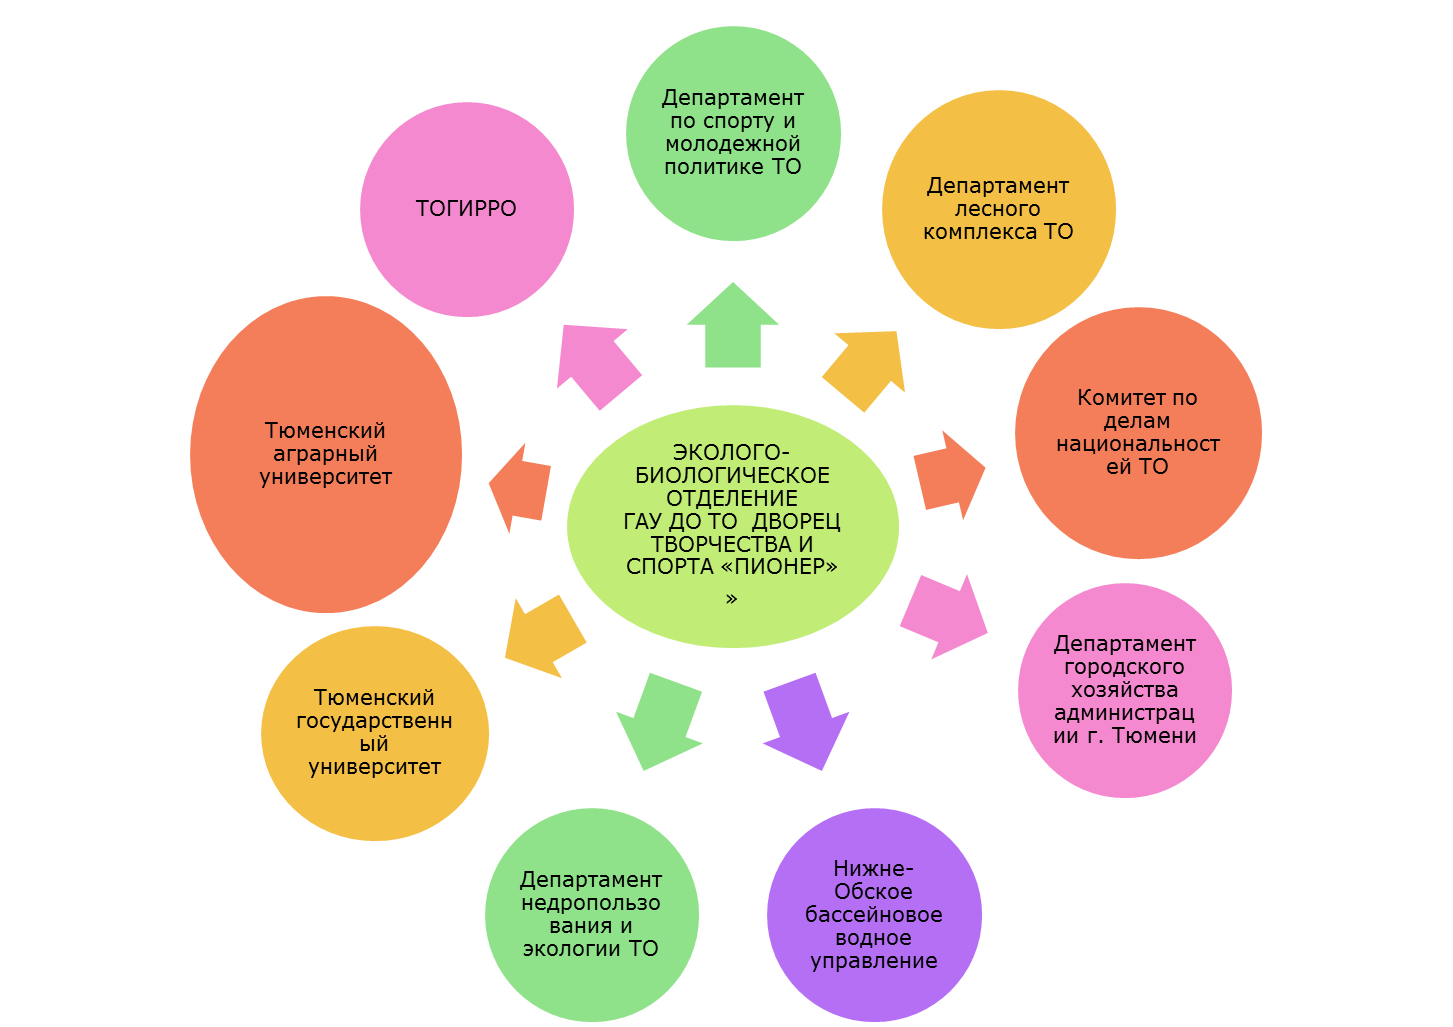 Департамент
по спорту и
молодежной
политике ТО
Департамент
лесного
комплекса ТО
Комитет по
делам
национальност
ей ТО
Департамент
городского
хозяйства
администрац
ии г. Тюмени
Нижне-
Обское
бассейновое
водное
управление
Департамент
недропользо
вания и
экологии ТО
Тюменский
государственн
ый
университет
Тюменский
аграрный
университет
ТОГИРРО
ЭКОЛОГО-
БИОЛОГИЧЕСКОЕ
ОТДЕЛЕНИЕ
ГАУ ДО ТО  ДВОРЕЦ
ТВОРЧЕСТВА И
СПОРТА «ПИОНЕР»
»